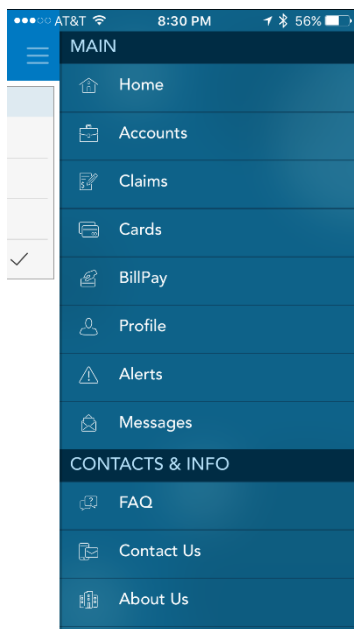 AT&T 8:30 PM 56%
MAIN
Home
Accounts
Claims
Cards
BillPay
Profile
Alerts
Messages
CONTACTS & INFO
FAQ
Contact Us
About Us